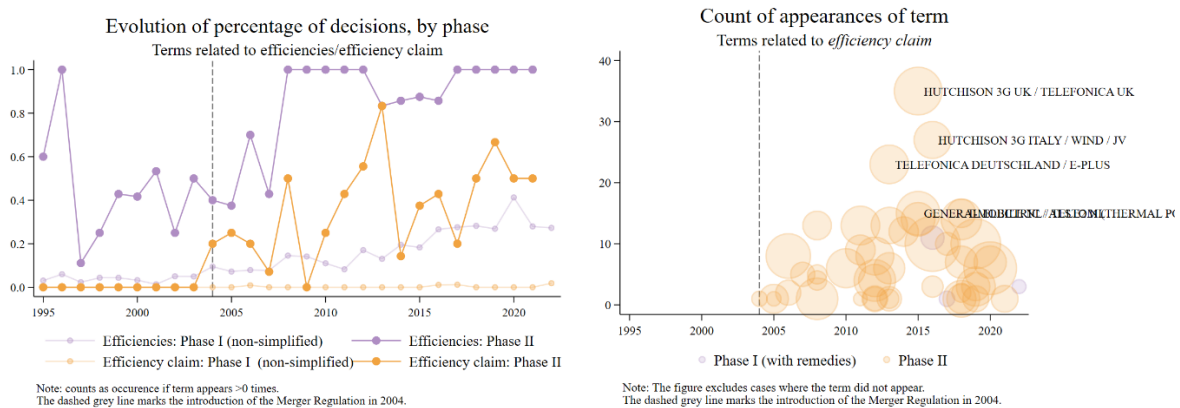 Evolution of percentage of decisions, by phase
Terms related to efficiencies/efficiency claim
1.0
0.8
0.6
0.4
0.2
0.0
1995
2000
2005
2010
2015
2020
Efficiencies: Phase I (non-simplified)
Efficiencies: Phase II
Efficiency claim: Phase I (non-simplified)
Efficiency claim: Phase II
Note: counts as occurence if term appears >0 times.
The dashed grey line marks the introduction of the Merger Regulation in 2004.
Count of appearances of term
Terms related to efficiency claim
40
30
20
10
0
HUTCHISON 3G UK / TELEFONICA UK
HUTCHISON 3G ITALY / WIND / JV
TELEFONICA DEUTSCHLAND / E-PLUS
GENERAL
ALSTOM (THERMAL PO
1995
2000
2005
2010
2015
2020
Phase I (with remedies)
Phase II
Note: The figure excludes cases where the term did not appear.
The dashed grey line marks the introduction of the Merger Regulation in 2004.